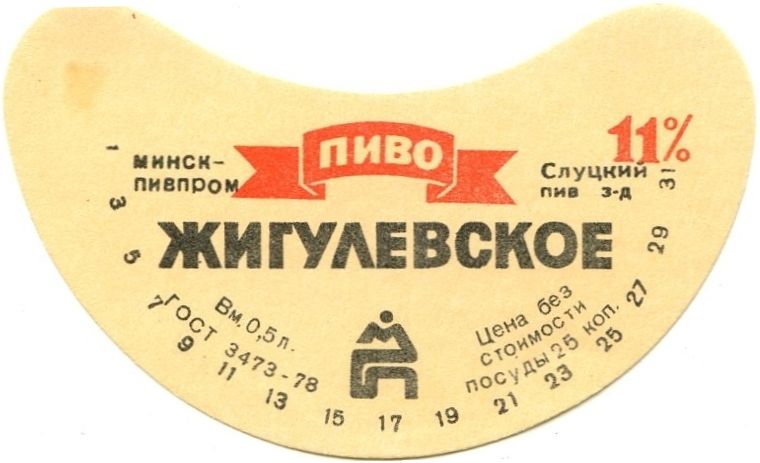 ПИВО
11%
МИНСК-
ПИВПРОМ
Слуцкий
ПИВ З-Д
ЖИГУЛЕВСКОЕ
Вм. 0,5л.
ГОСТ 3473-78
Цена без
стоимости
посуды 25 коп.
1 3 5 7 9 11 13 15 17 19 21 23 25 27 29 31